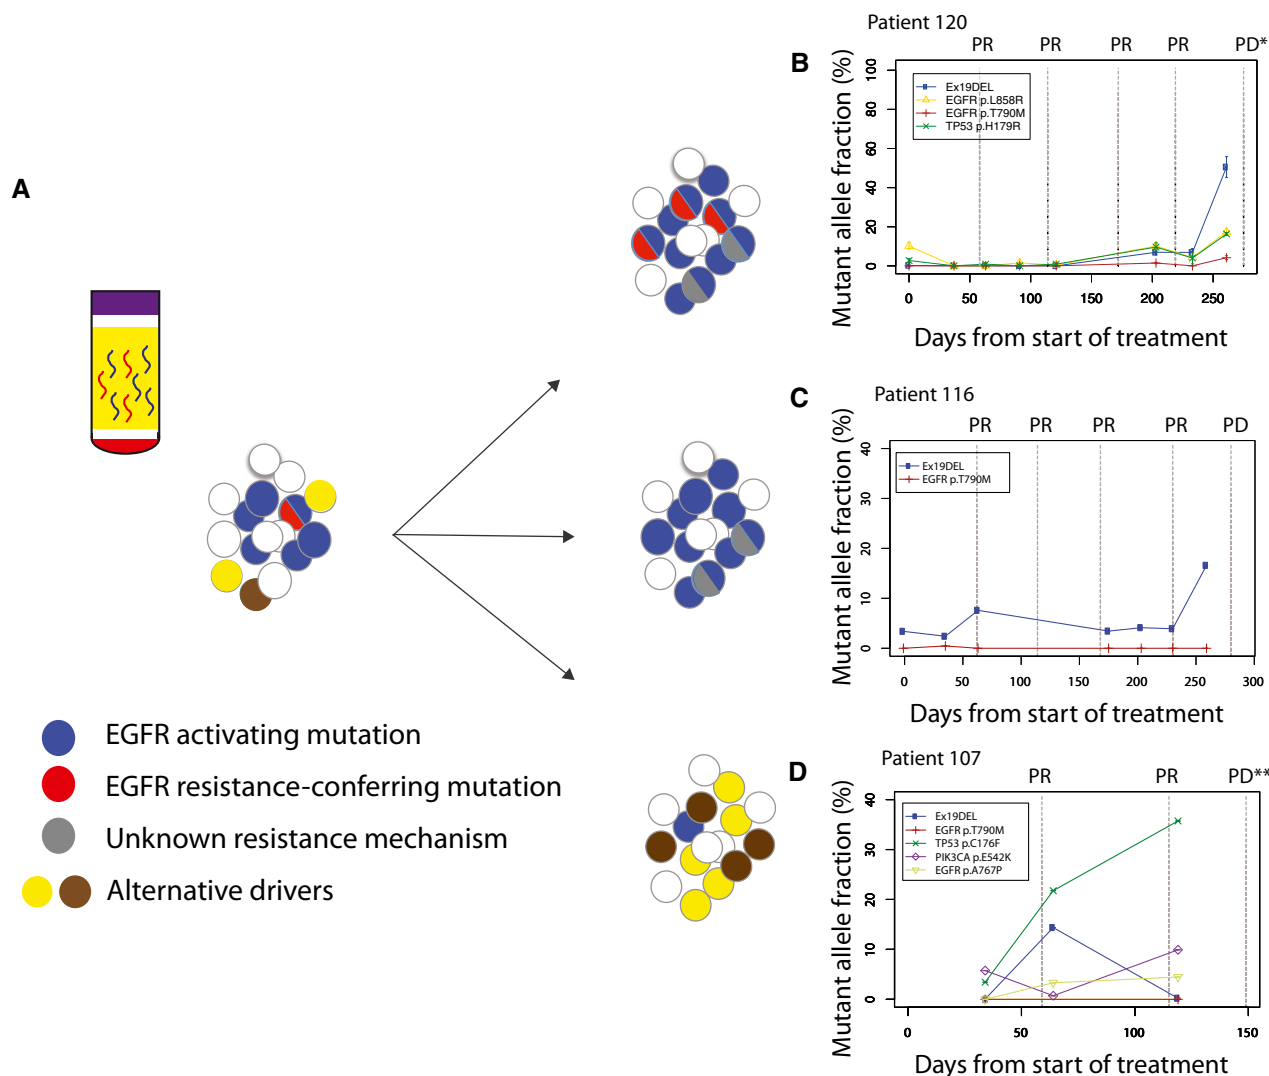 A
EGFR activating mutation
EGFR resistance-conferring mutation
Unknown resistance mechanism
Alternative drivers
B
Patient 120
PR PR PR PR PD*
Mutant allele fraction (%)
0 20 40 60 80 100
Ex19DEL
EGFR p.L858R
EGFR p.T790M
TP53 p.H179R
0 50 100 150 200 250
Days from start of treatment
C
Patient 116
PR PR PR PR PD
Mutant allele fraction (%)
0 10 20 30 40
Ex19DEL
EGFR p.T790M
0 50 100 150 200 250 300
Days from start of treatment
D
Patient 107
PR PR PD**
Mutant allele fraction (%)
0 10 20 30 40
Ex19DEL
EGFR p.T790M
TP53 p.C176F
PIK3CA p.E542K
EGFR p.A767P
0 50 100 150
Days from start of treatment